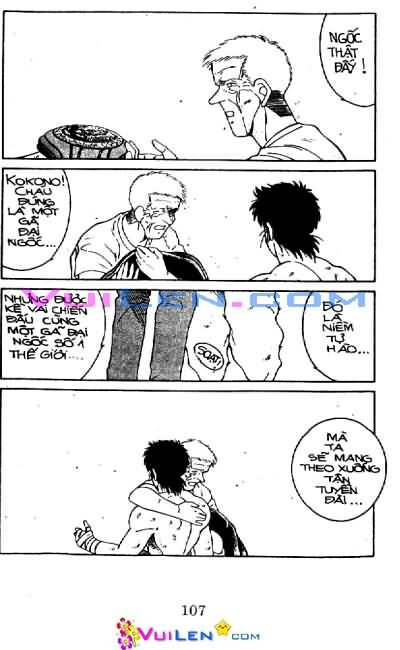 NGỐC
THẬT
ĐẤY!
KOKONO!
CHÁU
ĐÚNG
LÀ MỘT
GÃ
ĐẠI
NGỐC...
NHƯNG ĐƯỢC
KỀ VAI CHIẾN
ĐẤU CÙNG
MỘT GÃ ĐẠI
NGỐC SỐ 1
THẾ GIỚI....
SOẠT!
ĐÓ
LÀ
NIỀM
TỰ
HÀO...
VUILEN.COM
MÀ
TA
SẼ MANG
THEO XUỐNG
TẬN
TUYỀN
ĐÀI...
107
VUILEN.COM